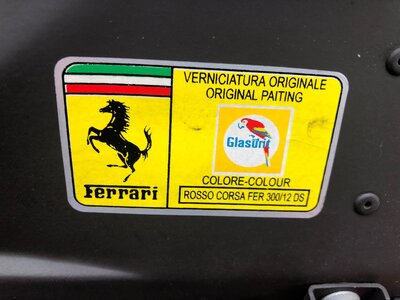 Ferrari
VERNICIATURA ORIGINALE
ORIGINAL PAITING
Glasurit
COLORE-COLOUR
ROSSO CORSA FER 300/12 DS